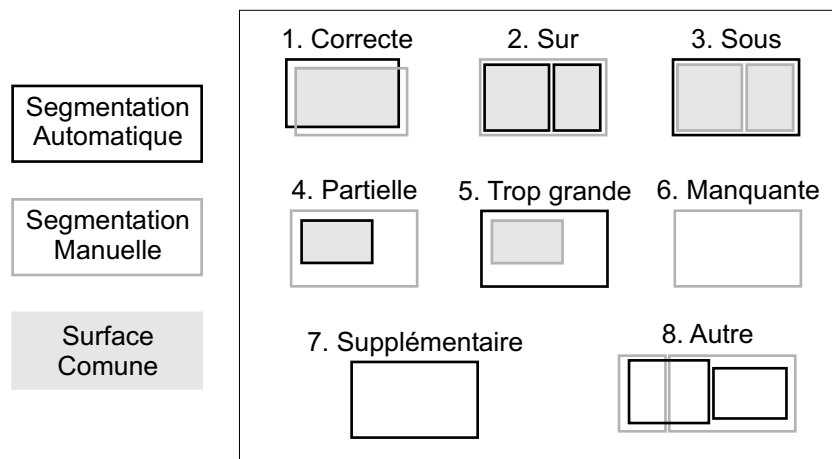 Segmentation
Automatique
Segmentation
Manuelle
Surface
Comune
1. Correcte
2. Sur
3. Sous
4. Partielle
5. Trop grande
6. Manquante
7. Supplémentaire
8. Autre